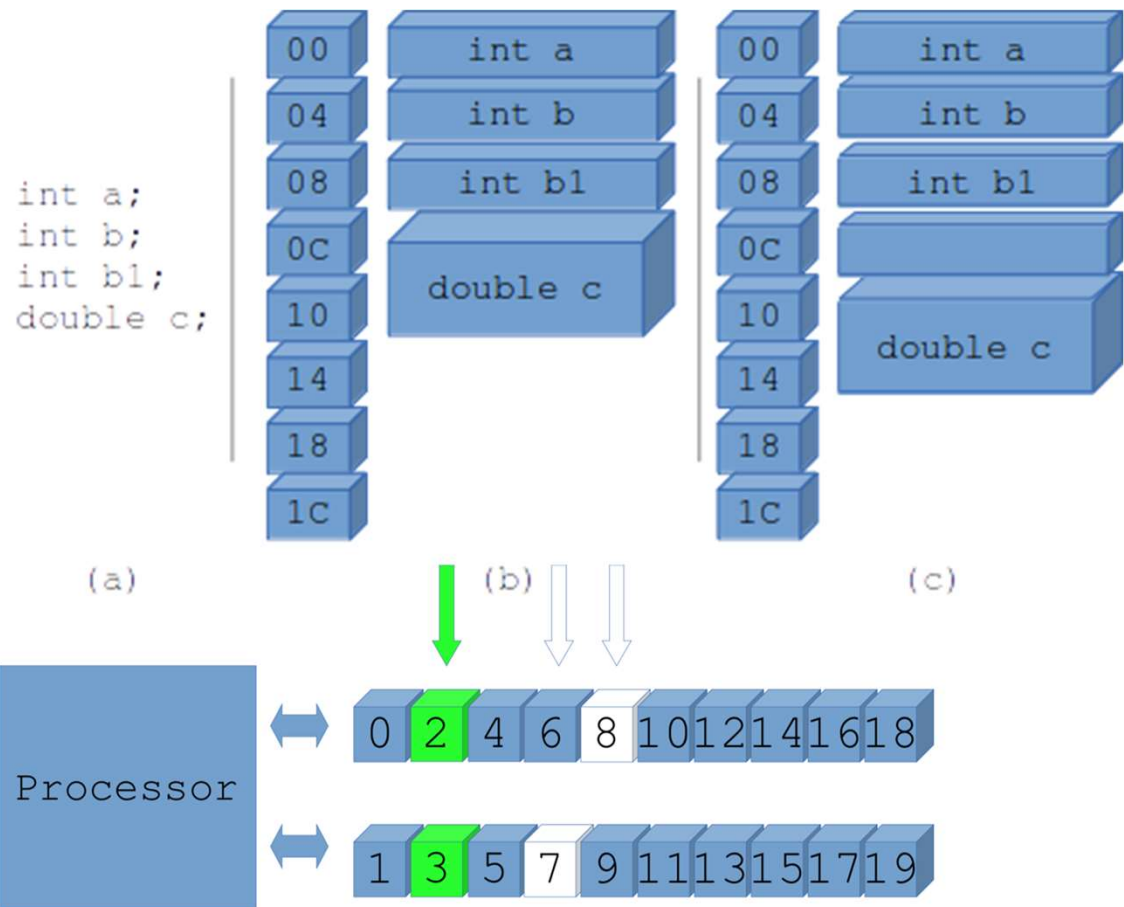 int a;
int b;
int b1;
double c;
00
04
08
0C
10
14
18
1C
int a
int b
int b1
double c
00
04
08
0C
10
14
18
1C
int a
int b
int b1
double c
(a)
(b)
(c)
Processor
0 2 4 6 8 10 12 14 16 18
1 3 5 7 9 11 13 15 17 19